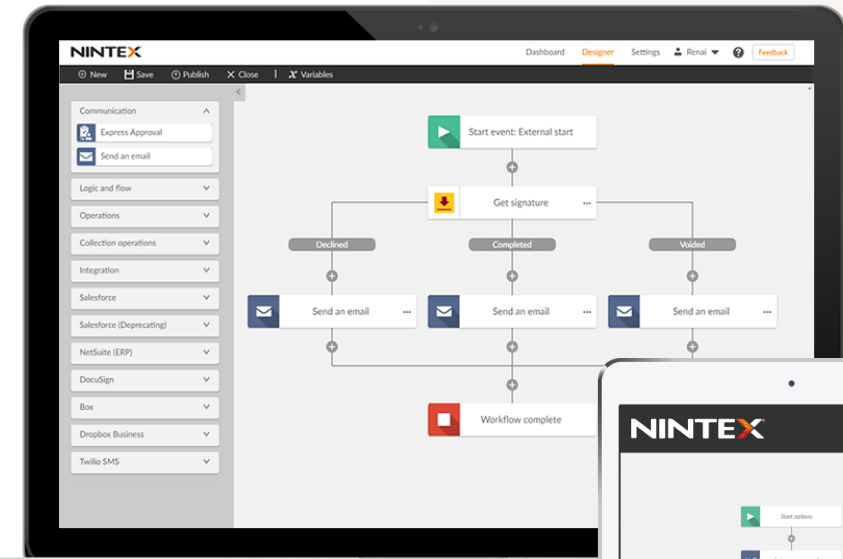 NINTEX
Dashboard Designer Settings Renai ? Feedback
New Save Publish X Close x Variables
Communication
Express Approval
Send an email
Logic and flow
Operations
Collection operations
Integration
Salesforce
Salesforce (Deprecating)
NetSuite (ERP)
DocuSign
Box
Dropbox Business
Twilio SMS
Start event: External start
Get signature
Declined Completed Voided
Send an email Send an email Send an email
Workflow complete
NINTEX
Start options